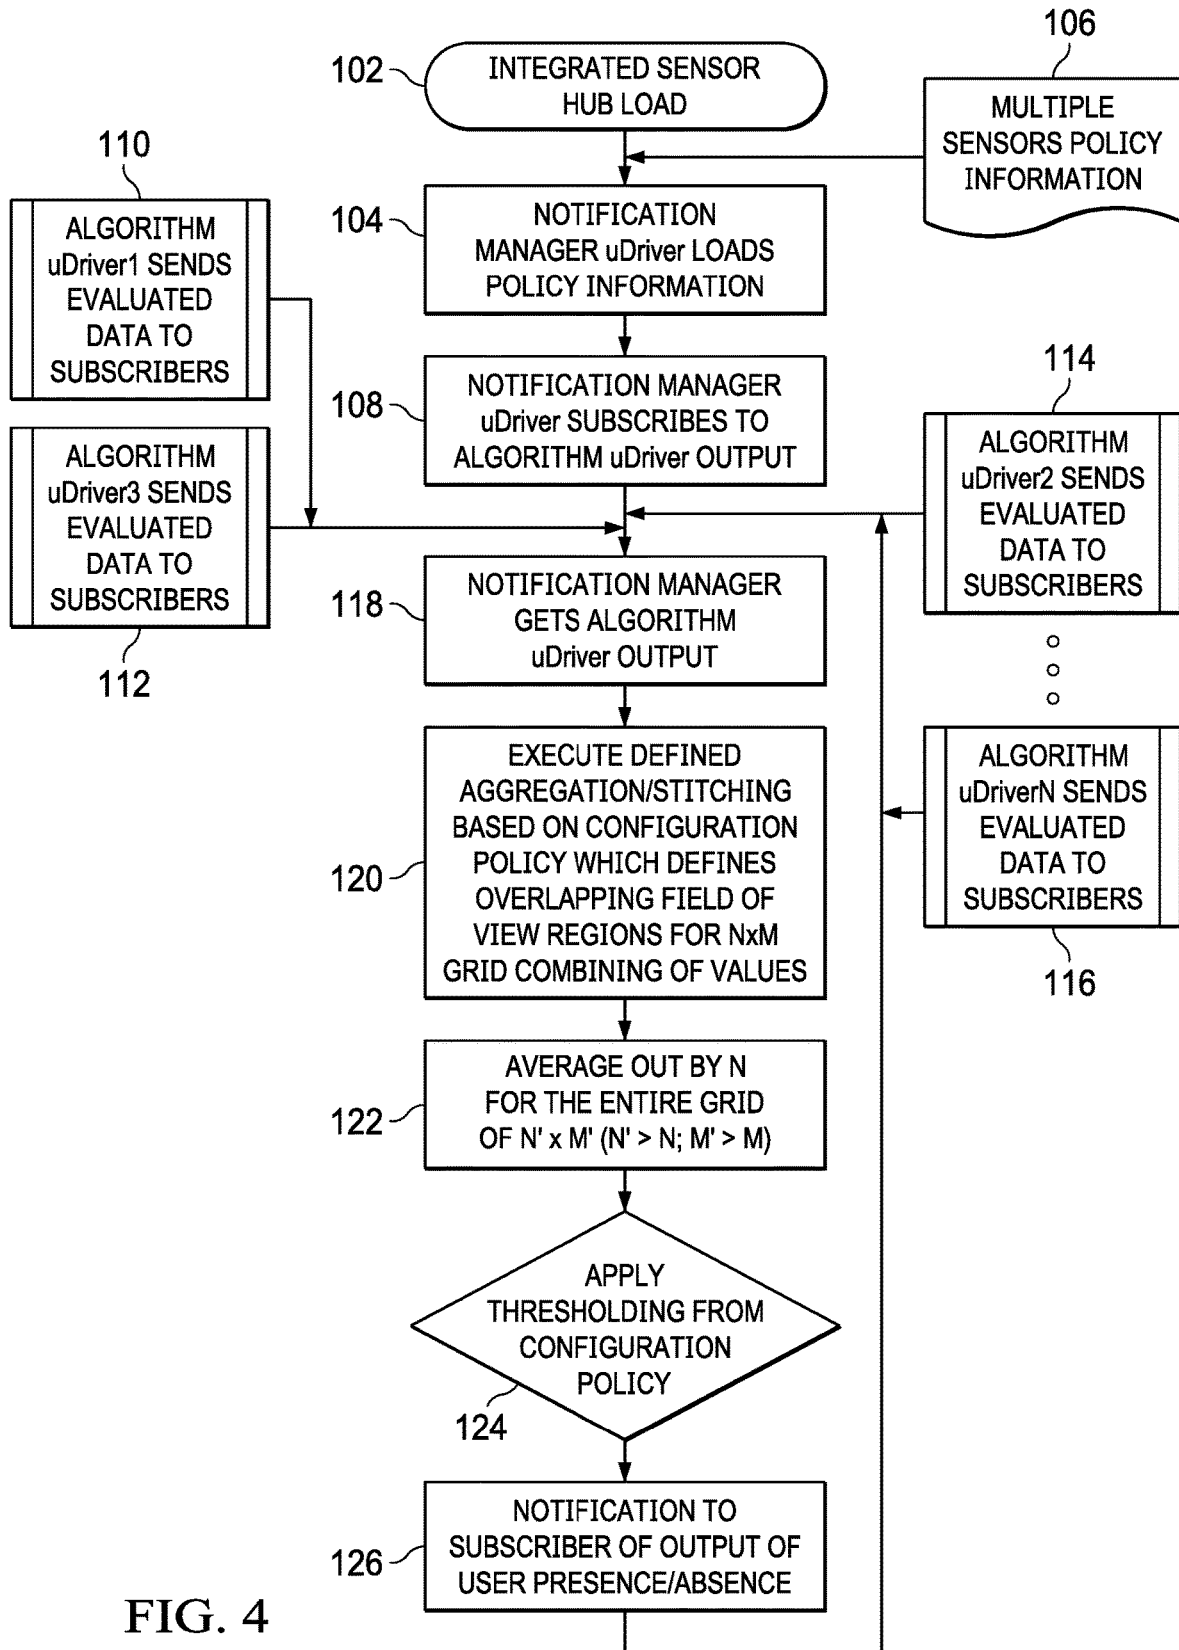 102
INTEGRATED SENSOR
HUB LOAD
106
MULTIPLE
SENSORS POLICY
INFORMATION
104
NOTIFICATION
MANAGER uDriver LOADS
POLICY INFORMATION
110
ALGORITHM
uDriver1 SENDS
EVALUATED
DATA TO
SUBSCRIBERS
108
NOTIFICATION MANAGER
uDriver SUBSCRIBES TO
ALGORITHM uDriver OUTPUT
ALGORITHM
uDriver3 SENDS
EVALUATED
DATA TO
SUBSCRIBERS
112
114
ALGORITHM
uDriver2 SENDS
EVALUATED
DATA TO
SUBSCRIBERS
118
NOTIFICATION MANAGER
GETS ALGORITHM
uDriver OUTPUT
ALGORITHM
uDriverN SENDS
EVALUATED
DATA TO
SUBSCRIBERS
116
120
EXECUTE DEFINED
AGGREGATION/STITCHING
BASED ON CONFIGURATION
POLICY WHICH DEFINES
OVERLAPPING FIELD OF
VIEW REGIONS FOR NxM
GRID COMBINING OF VALUES
122
AVERAGE OUT BY N
FOR THE ENTIRE GRID
OF N' x M' (N' > N; M' > M)
APPLY
THRESHOLDING FROM
CONFIGURATION
POLICY
124
126
NOTIFICATION TO
SUBSCRIBER OF OUTPUT OF
USER PRESENCE/ABSENCE
FIG. 4